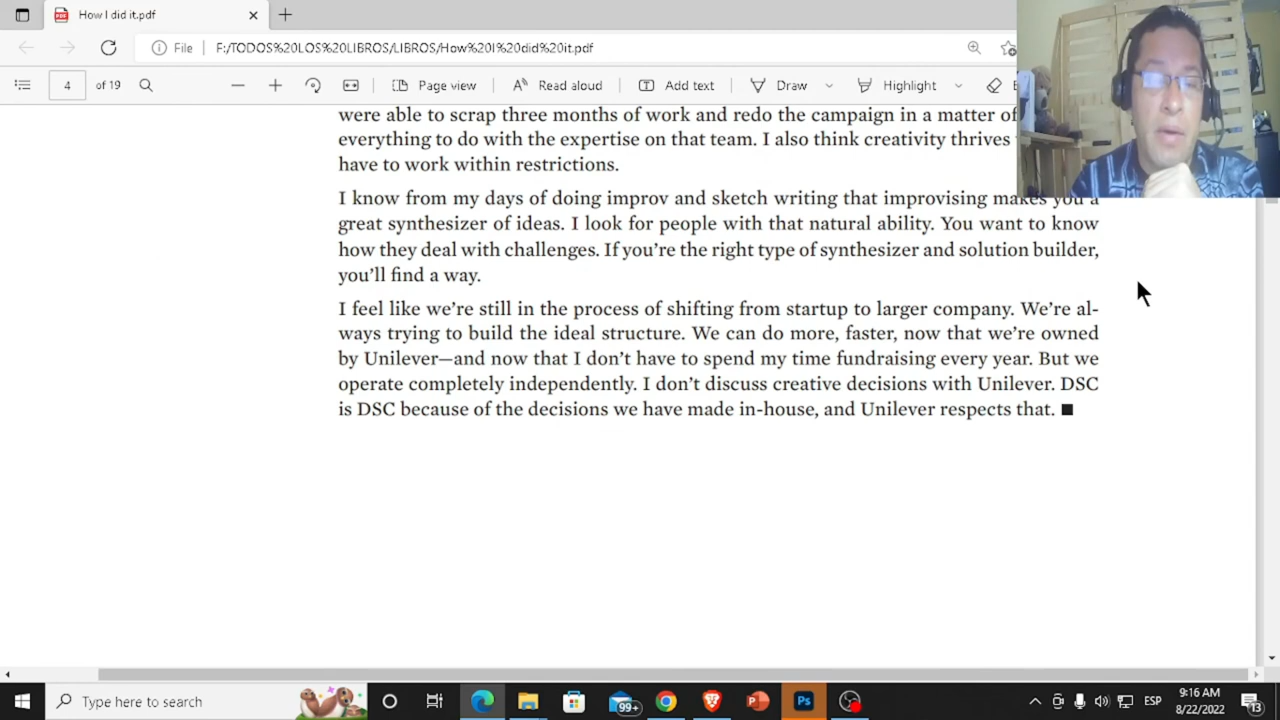 How I did it.pdf
File
F:/TODOS%20LOS%20LIBROS/LIBROS/How%20I%20did%20it.pdf
4
of 19
Page view
Read aloud
Add text
Draw
Highlight
were able to scrap three months of work and redo the campaign in a matter of
everything to do with the expertise on that team. I also think creativity thrives
have to work within restrictions.
I know from my days of doing improv and sketch writing that improvising makes you a
great synthesizer of ideas. I look for people with that natural ability. You want to know
how they deal with challenges. If you're the right type of synthesizer and solution builder,
you'll find a way.
I feel like we're still in the process of shifting from startup to larger company. We're al-
ways trying to build the ideal structure. We can do more, faster, now that we're owned
by Unilever—and now that I don't have to spend my time fundraising every year. But we
operate completely independently. I don't discuss creative decisions with Unilever. DSC
is DSC because of the decisions we have made in-house, and Unilever respects that. ■
Type here to search
99+
Ps
ESP
9:16 AM
8/22/2022
13